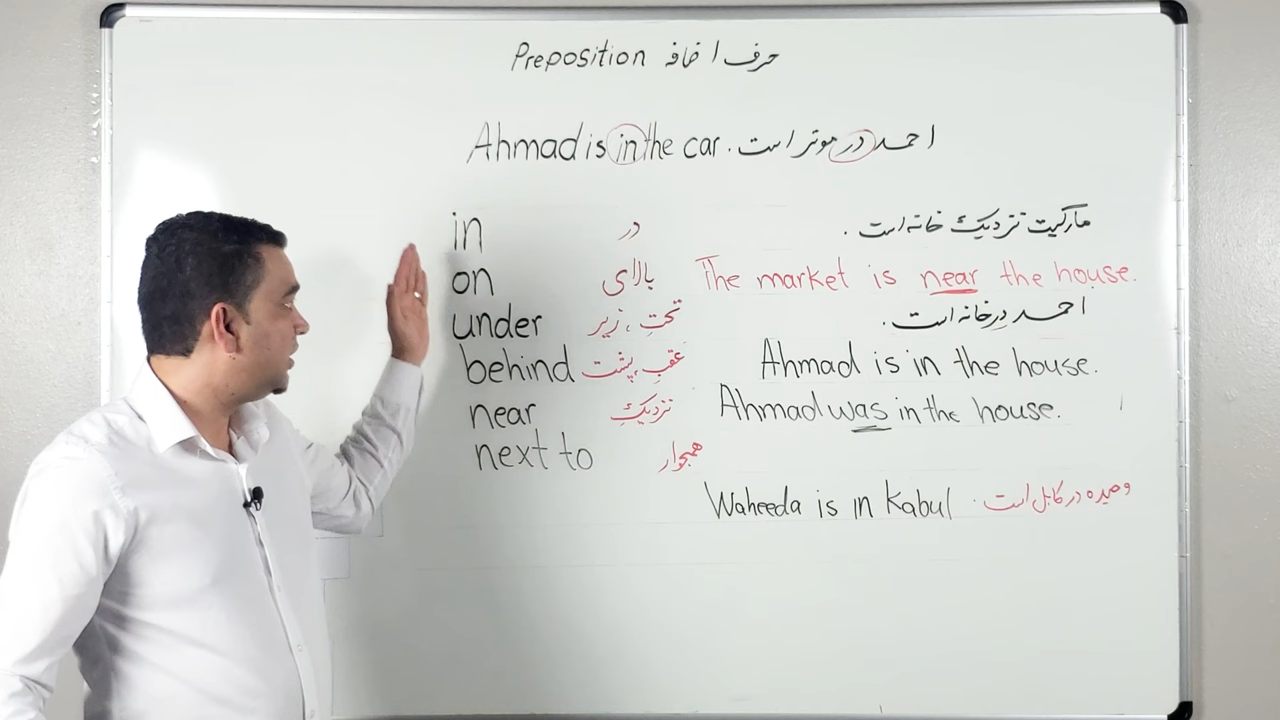 Preposition حرف اضافه
Ahmad is in the car. احمد در موتر است
in در
on بالای
under تحتِ، زیر
behind عقبِ، پشت
near نزدیکِ
next to همجوار
مارکیت نزدیک خانه است.
The market is near the house.
احمد در خانه است.
Ahmad is in the house.
Ahmad was in the house.
Waheeda is in Kabul. وحیده در کابل است